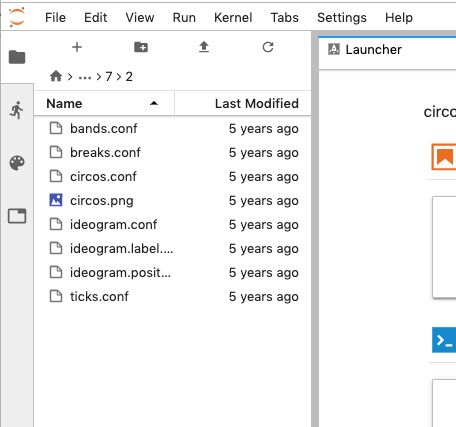 File Edit View Run Kernel Tabs Settings Help
Launcher
7 2
Name Last Modified
circo
bands.conf 5 years ago
breaks.conf 5 years ago
circos.conf 5 years ago
circos.png 5 years ago
ideogram.conf 5 years ago
ideogram.label.... 5 years ago
ideogram.posit... 5 years ago
ticks.conf 5 years ago